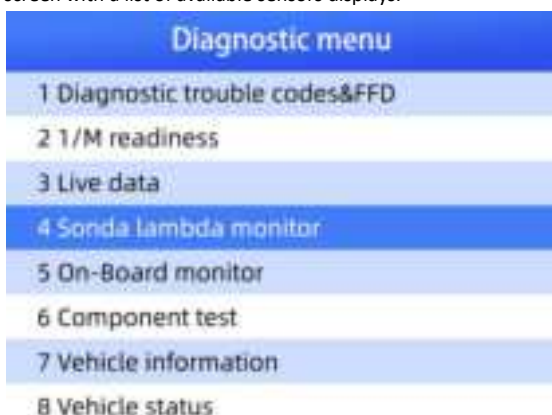 Diagnostic menu
1 Diagnostic trouble codes&FFD
2 1/M readiness
3 Live data
4 Sonda lambda monitor
5 On-Board monitor
6 Component test
7 Vehicle information
8 Vehicle status